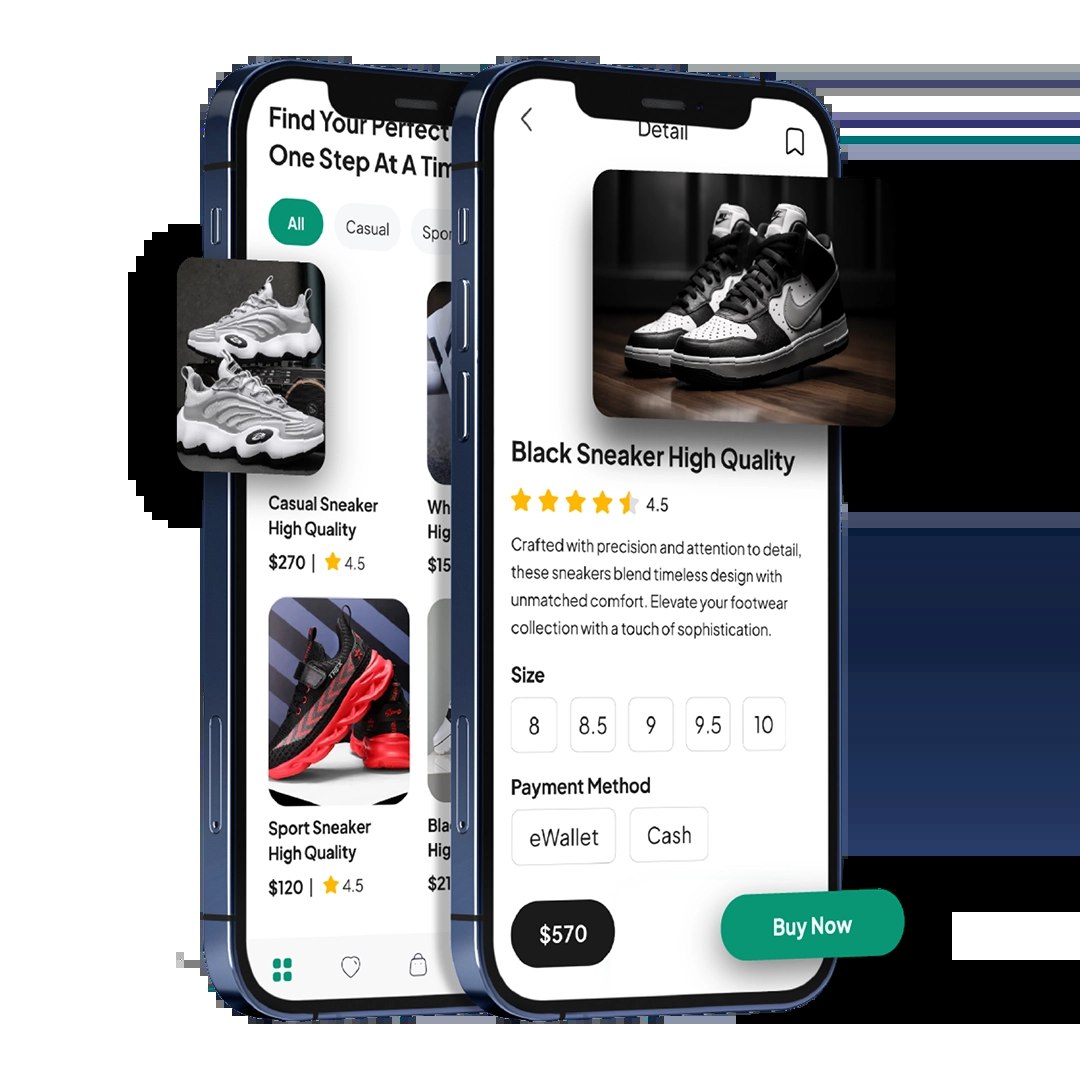 Find Your Perfect
One Step At A Tim
All
Casual
Spor
Casual Sneaker
High Quality
$270 | 4.5
Wh
Hig
$15
Sport Sneaker
High Quality
$120 | 4.5
Bla
Hig
$21
Detail
Black Sneaker High Quality
4.5
Crafted with precision and attention to detail,
these sneakers blend timeless design with
unmatched comfort. Elevate your footwear
collection with a touch of sophistication.
Size
8 8.5 9 9.5 10
Payment Method
eWallet Cash
$570 Buy Now